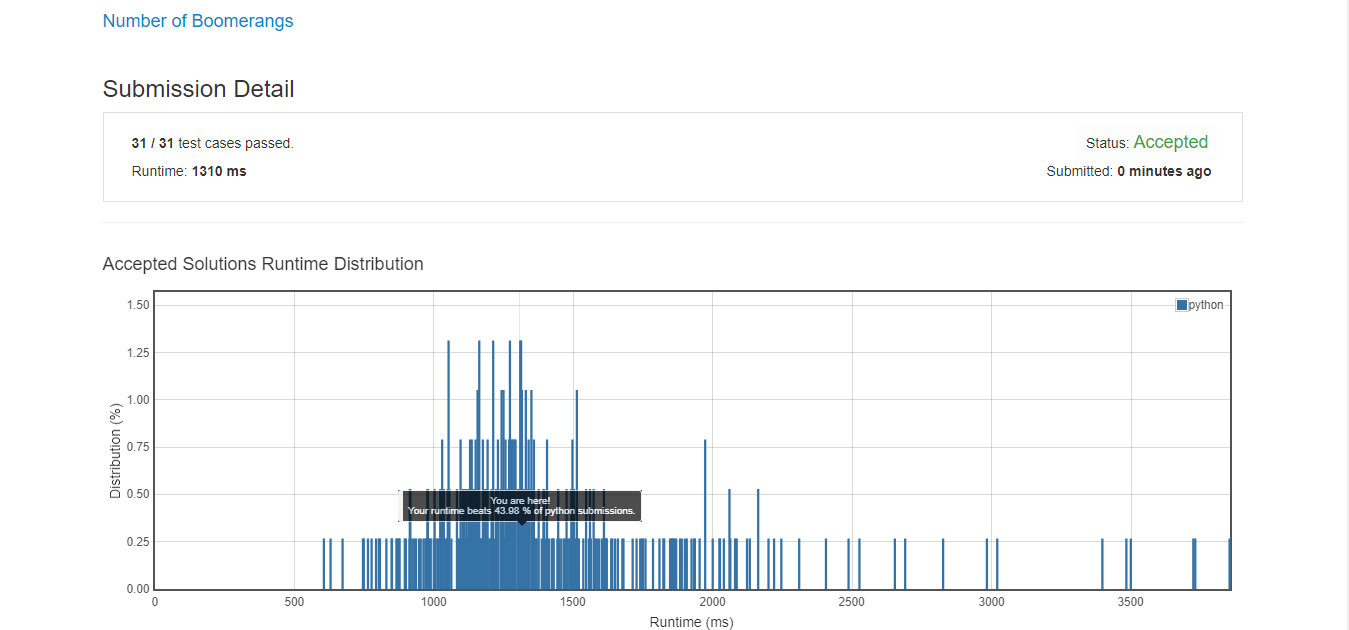 Number of Boomerangs
Submission Detail
31 / 31 test cases passed.
Status: Accepted
Runtime: 1310 ms
Submitted: 0 minutes ago
Accepted Solutions Runtime Distribution
1.50
python
1.25
1.00
0.75
Distribution (%)
0.50
You are here!
Your runtime beats 43.98 % of python submissions.
0.25
0.00
0 500 1000 1500 2000 2500 3000 3500
Runtime (ms)